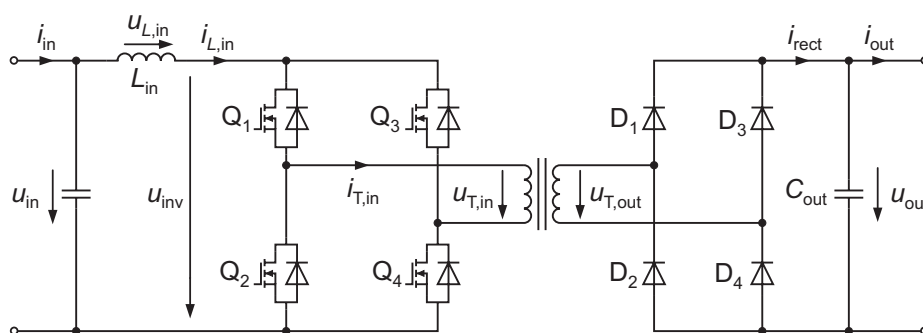 i_in
u_L,in
i_L,in
L_in
i_rect
i_out
Q_1
Q_3
D_1
D_3
u_in
u_inv
i_T,in
u_T,in
u_T,out
C_out
u_ou
Q_2
Q_4
D_2
D_4